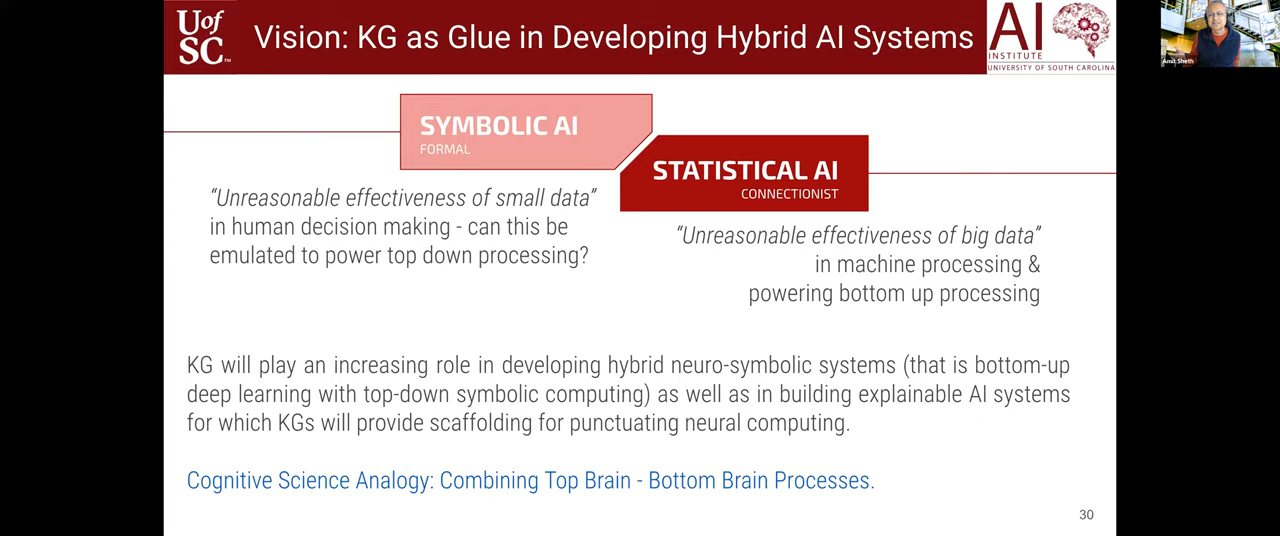 UofSC™
Vision: KG as Glue in Developing Hybrid AI Systems
AI
INSTITUTE
UNIVERSITY OF SOUTH CAROLINA
Amit Sheth
SYMBOLIC AI
FORMAL
STATISTICAL AI
CONNECTIONIST
“Unreasonable effectiveness of small data”
in human decision making - can this be
emulated to power top down processing?
“Unreasonable effectiveness of big data”
in machine processing &
powering bottom up processing
KG will play an increasing role in developing hybrid neuro-symbolic systems (that is bottom-up
deep learning with top-down symbolic computing) as well as in building explainable AI systems
for which KGs will provide scaffolding for punctuating neural computing.
Cognitive Science Analogy: Combining Top Brain - Bottom Brain Processes.
30